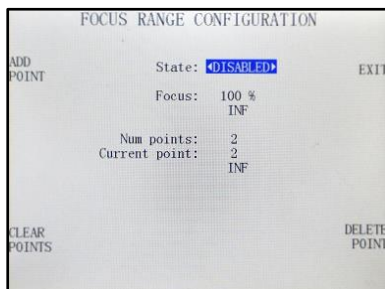 FOCUS RANGE CONFIGURATION
ADD
POINT
State: ◂DISABLED▸
EXIT
Focus: 100 %
INF
Num points: 2
Current point: 2
INF
CLEAR
POINTS
DELETE
POINT